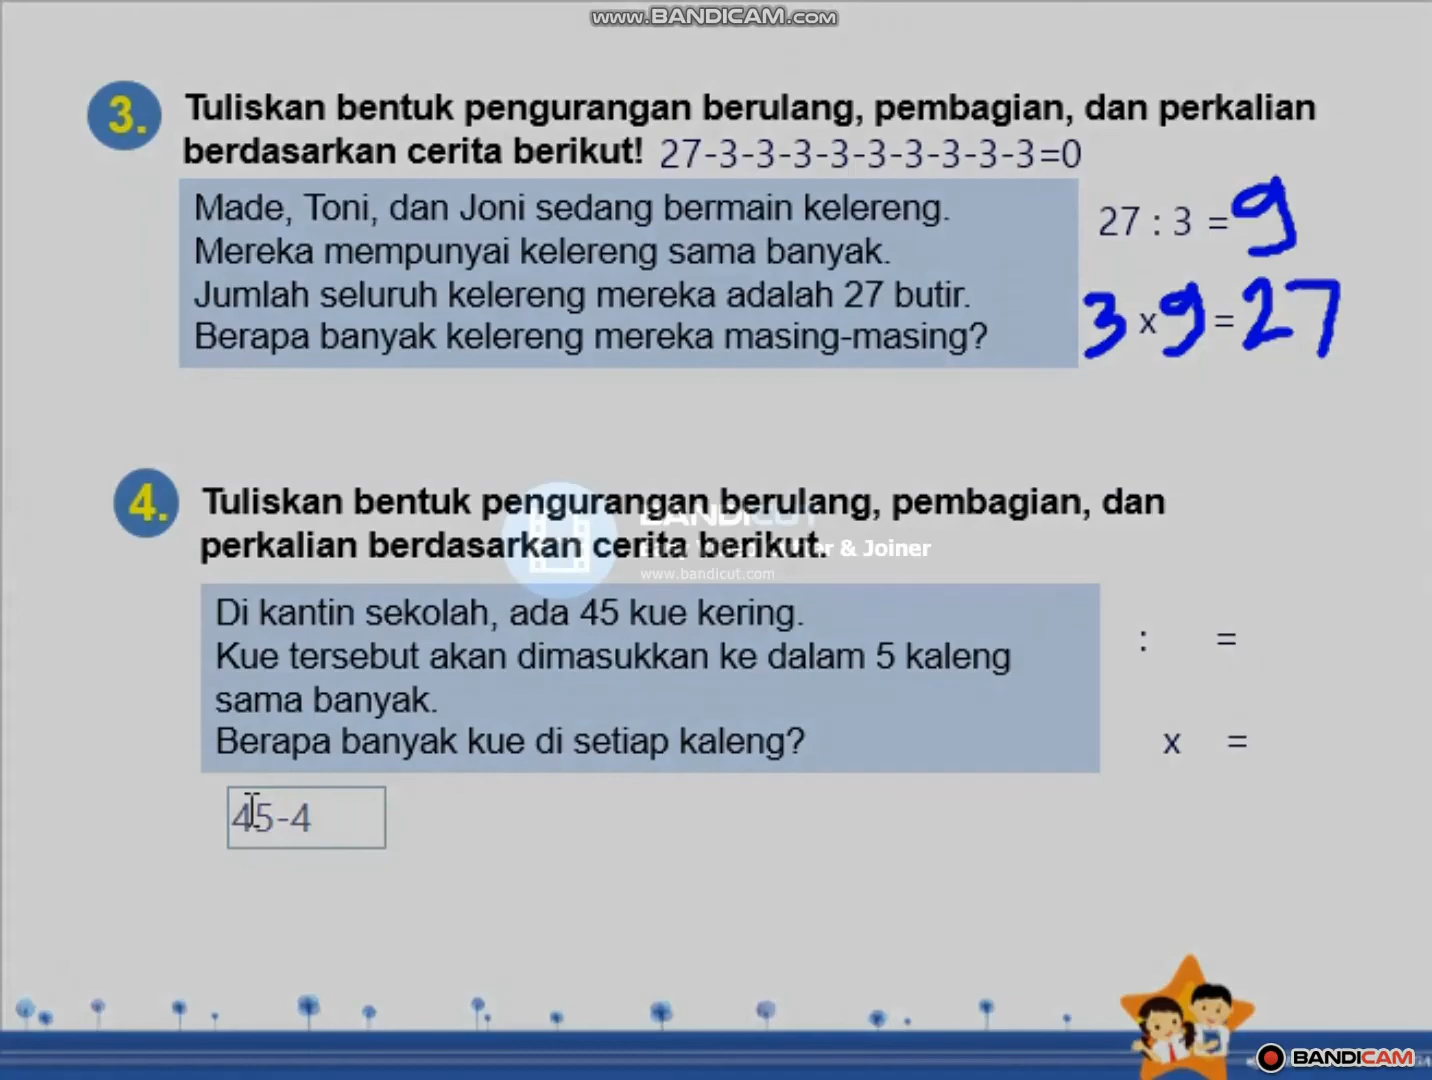 www.BANDICAM.com
3. Tuliskan bentuk pengurangan berulang, pembagian, dan perkalian
berdasarkan cerita berikut! 27-3-3-3-3-3-3-3-3-3=0
Made, Toni, dan Joni sedang bermain kelereng.
Mereka mempunyai kelereng sama banyak.
Jumlah seluruh kelereng mereka adalah 27 butir.
Berapa banyak kelereng mereka masing-masing?
27 : 3 = 9
3 x 9 = 27
4. Tuliskan bentuk pengurangan berulang, pembagian, dan
perkalian berdasarkan cerita berikut.
BANDICUT
& Joiner
www.bandicut.com
Di kantin sekolah, ada 45 kue kering.
Kue tersebut akan dimasukkan ke dalam 5 kaleng
sama banyak.
Berapa banyak kue di setiap kaleng?
: =
x =
45-4
BANDICAM